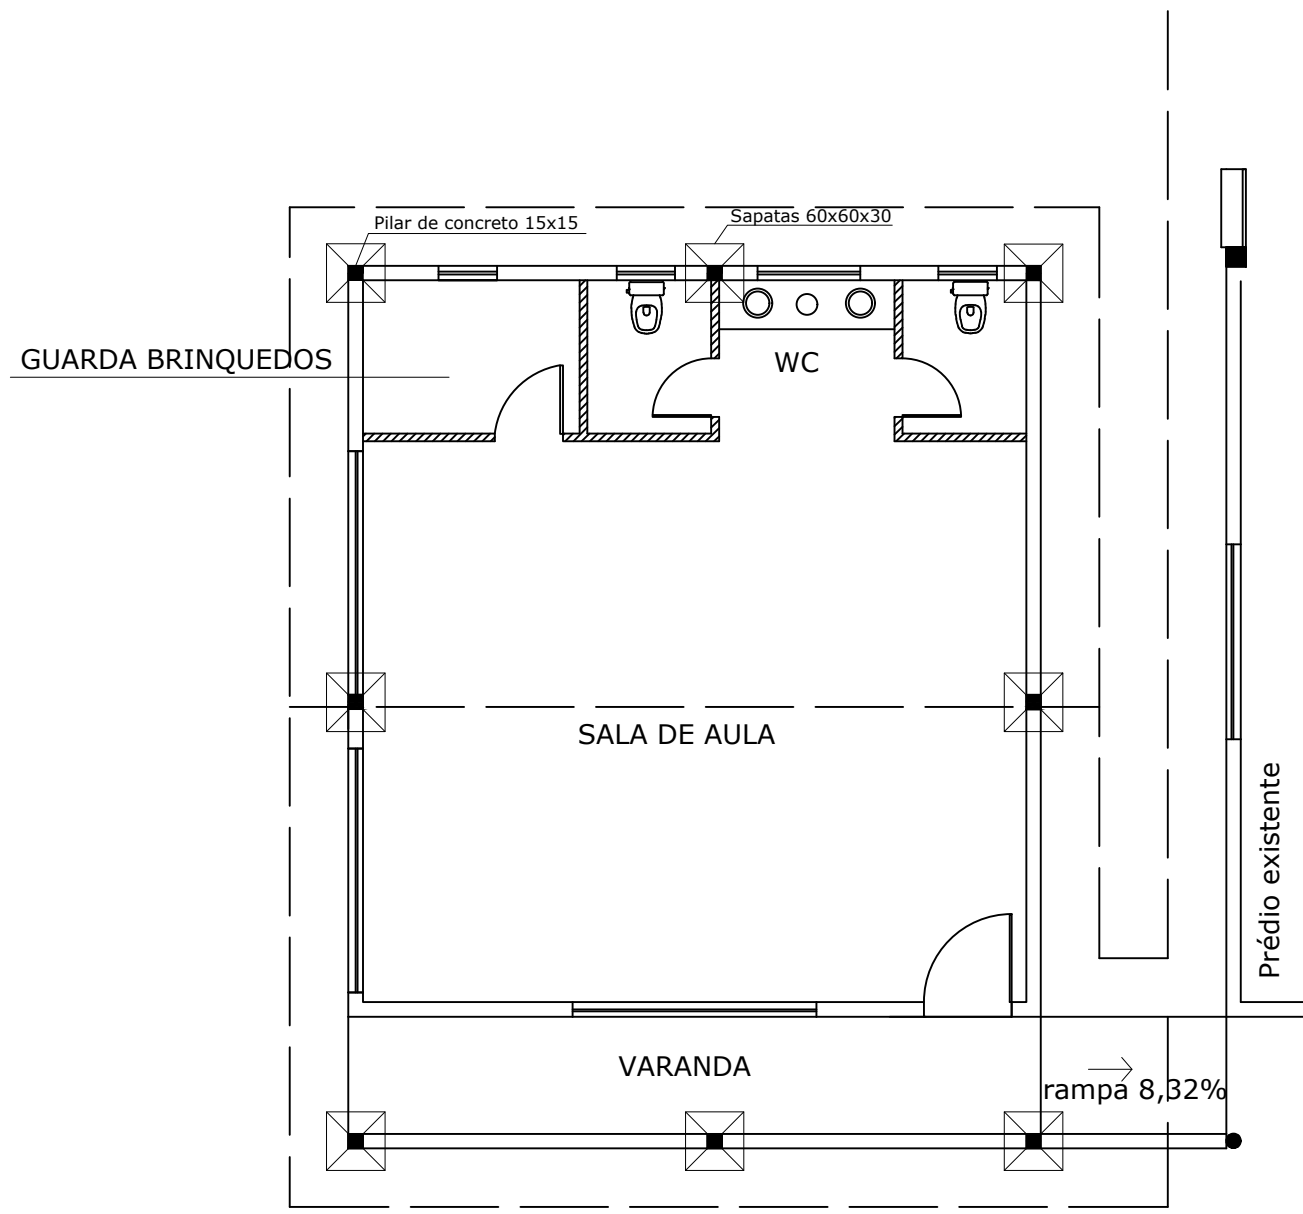 Pilar de concreto 15x15
Sapatas 60x60x30
GUARDA BRINQUEDOS
WC
SALA DE AULA
Prédio existente
VARANDA
rampa 8,32%